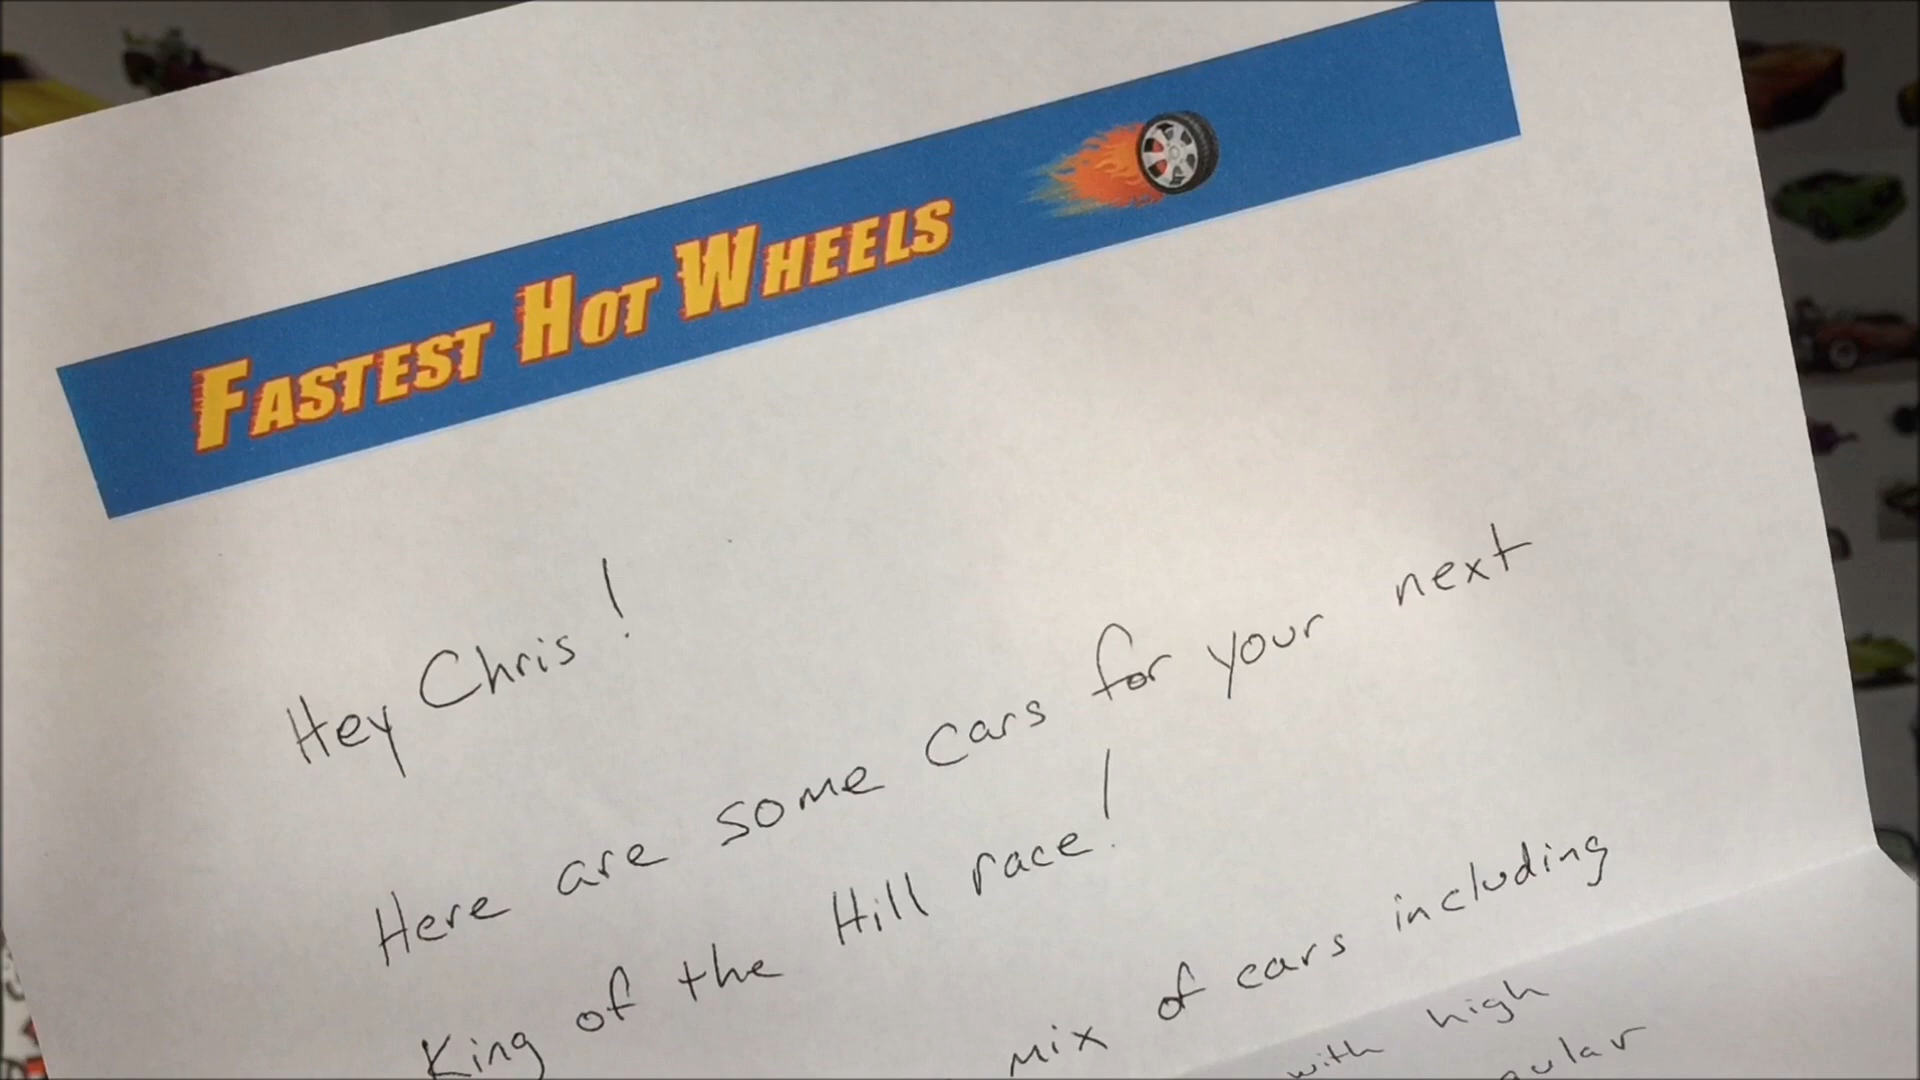 FASTEST HOT WHEELS
Hey Chris!
Here are some cars for your next
King of the Hill race!
mix of cars including
with high